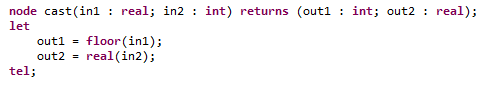 node cast(in1 : real; in2 : int) returns (out1 : int; out2 : real);
let
    out1 = floor(in1);
    out2 = real(in2);
tel;